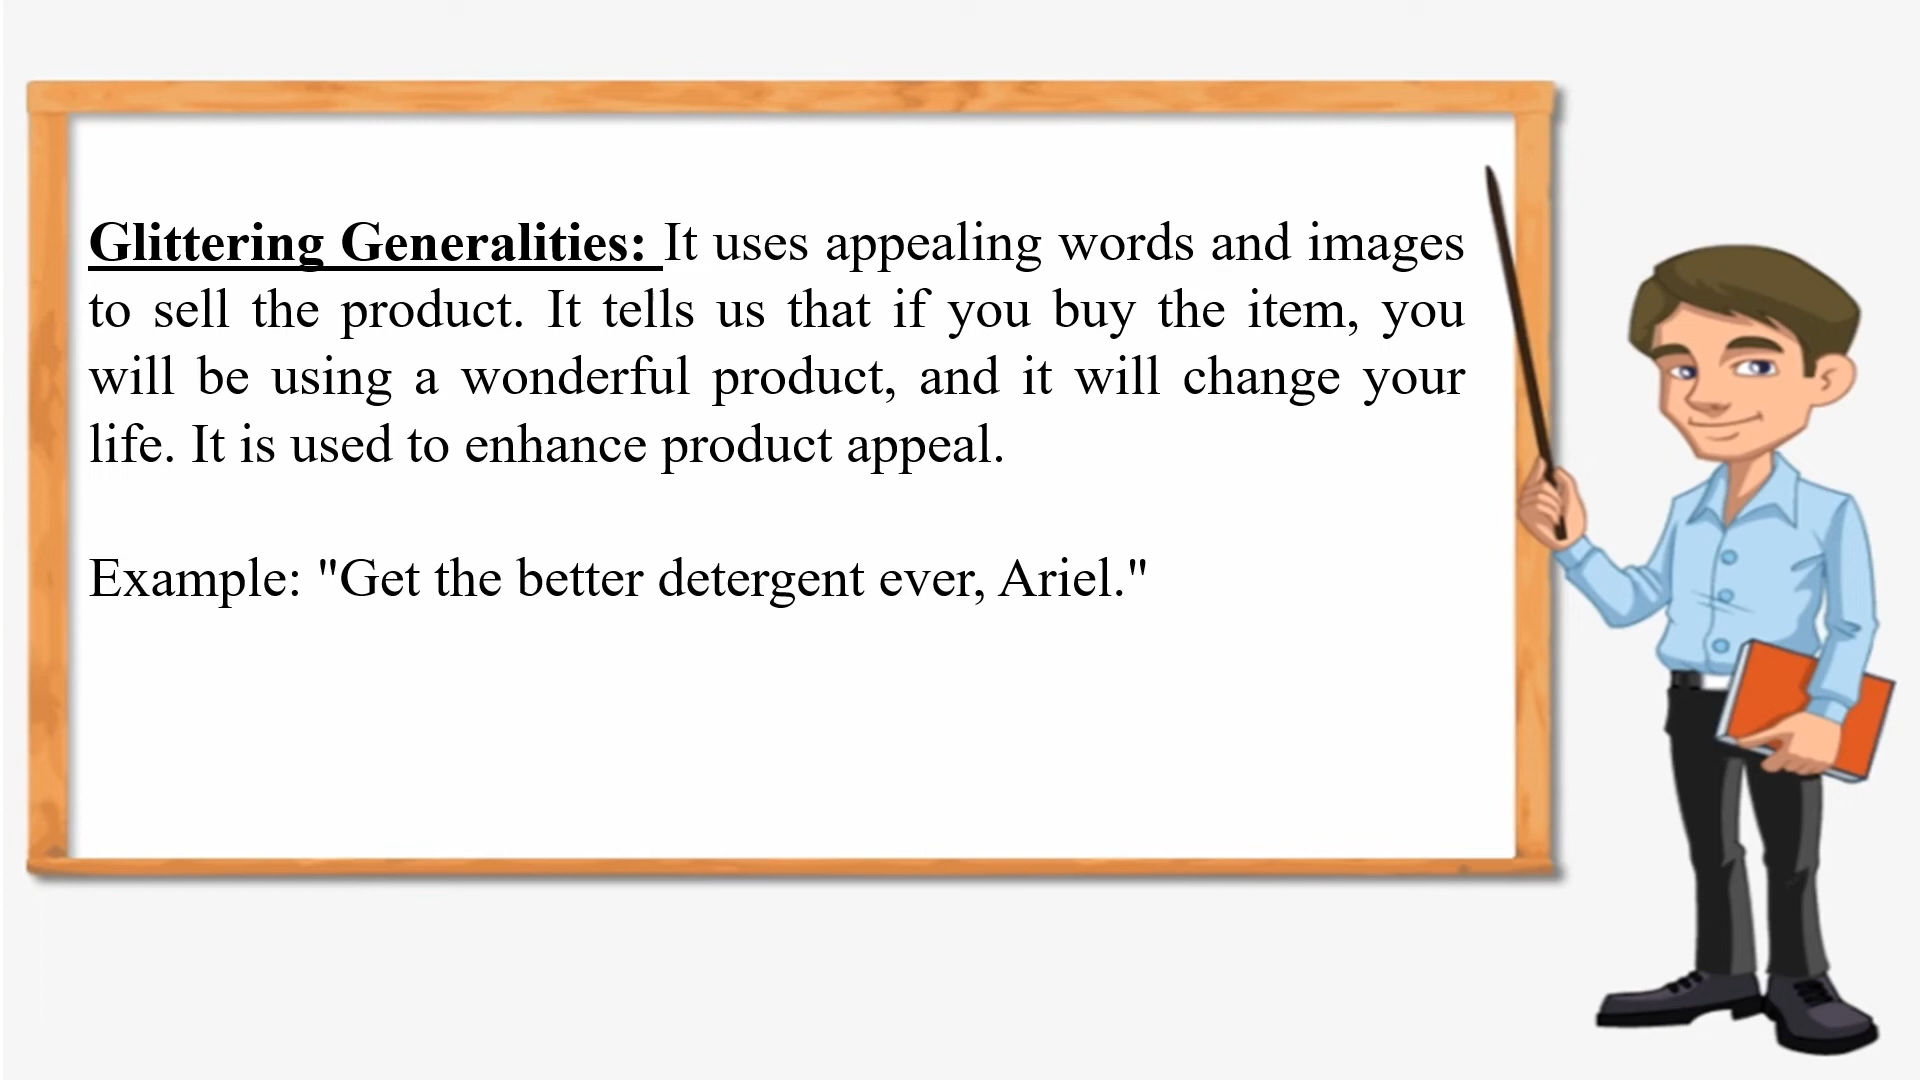 Glittering Generalities: It uses appealing words and images
to sell the product. It tells us that if you buy the item, you
will be using a wonderful product, and it will change your
life. It is used to enhance product appeal.
Example: "Get the better detergent ever, Ariel."